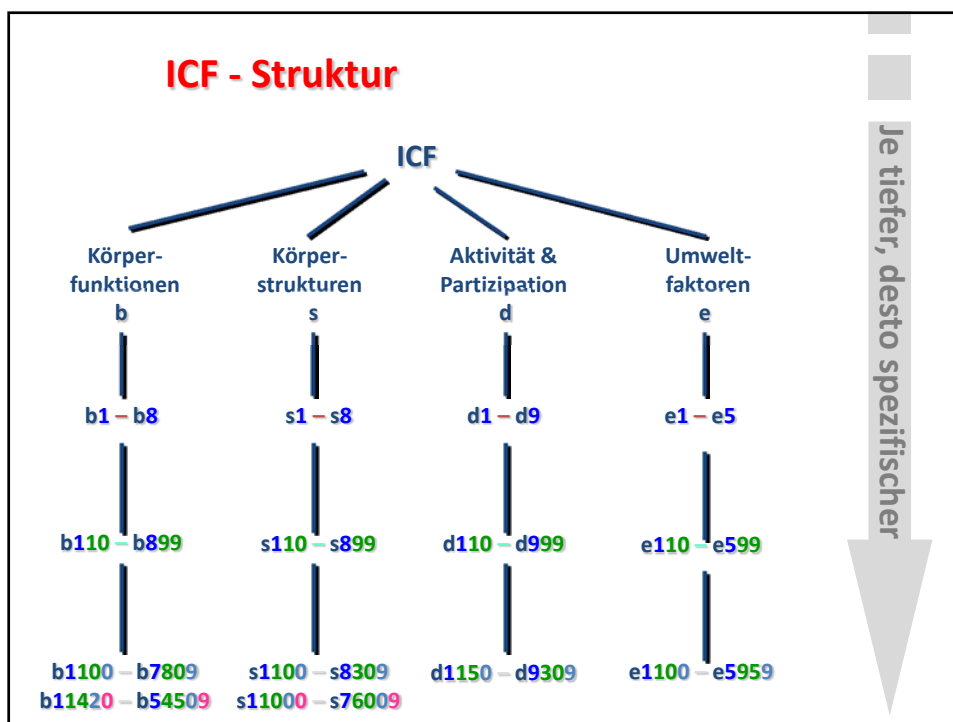 ICF - Struktur
ICF
Körper-
funktionen
b
Körper-
strukturen
s
Aktivität &
Partizipation
d
Umwelt-
faktoren
e
b1 – b8
s1 – s8
d1 – d9
e1 – e5
b110 – b899
s110 – s899
d110 – d999
e110 – e599
b1100 – b7809
b11420 – b54509
s1100 – s8309
s11000 – s76009
d1150 – d9309
e1100 – e5959
Je tiefer, desto spezifischer